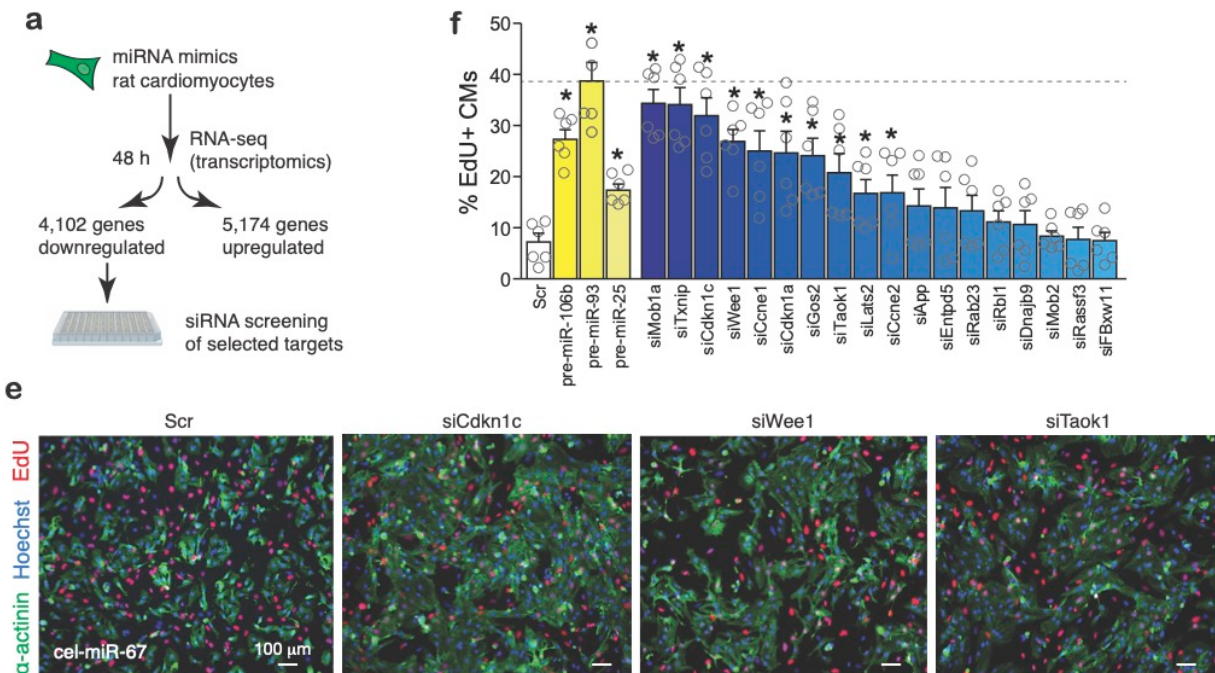 a
miRNA mimics
rat cardiomyocytes
48 h
RNA-seq
(transcriptomics)
4,102 genes
downregulated
5,174 genes
upregulated
siRNA screening
of selected targets
f
% EdU+ CMs
50
40
30
20
10
0
* * * * * * * * * * * * *
Scr
pre-miR-106b
pre-miR-93
pre-miR-25
siMob1a
siTxnip
siCdkn1c
siWee1
siCcne1
siCdkn1a
siGos2
siTaok1
siLats2
siCcne2
siApp
siEntpd5
siRab23
siRbl1
siDnajb9
siMob2
siRassf3
siFBxw11
e
α-actinin Hoechst EdU
Scr
siCdkn1c
siWee1
siTaok1
cel-miR-67
100 µm